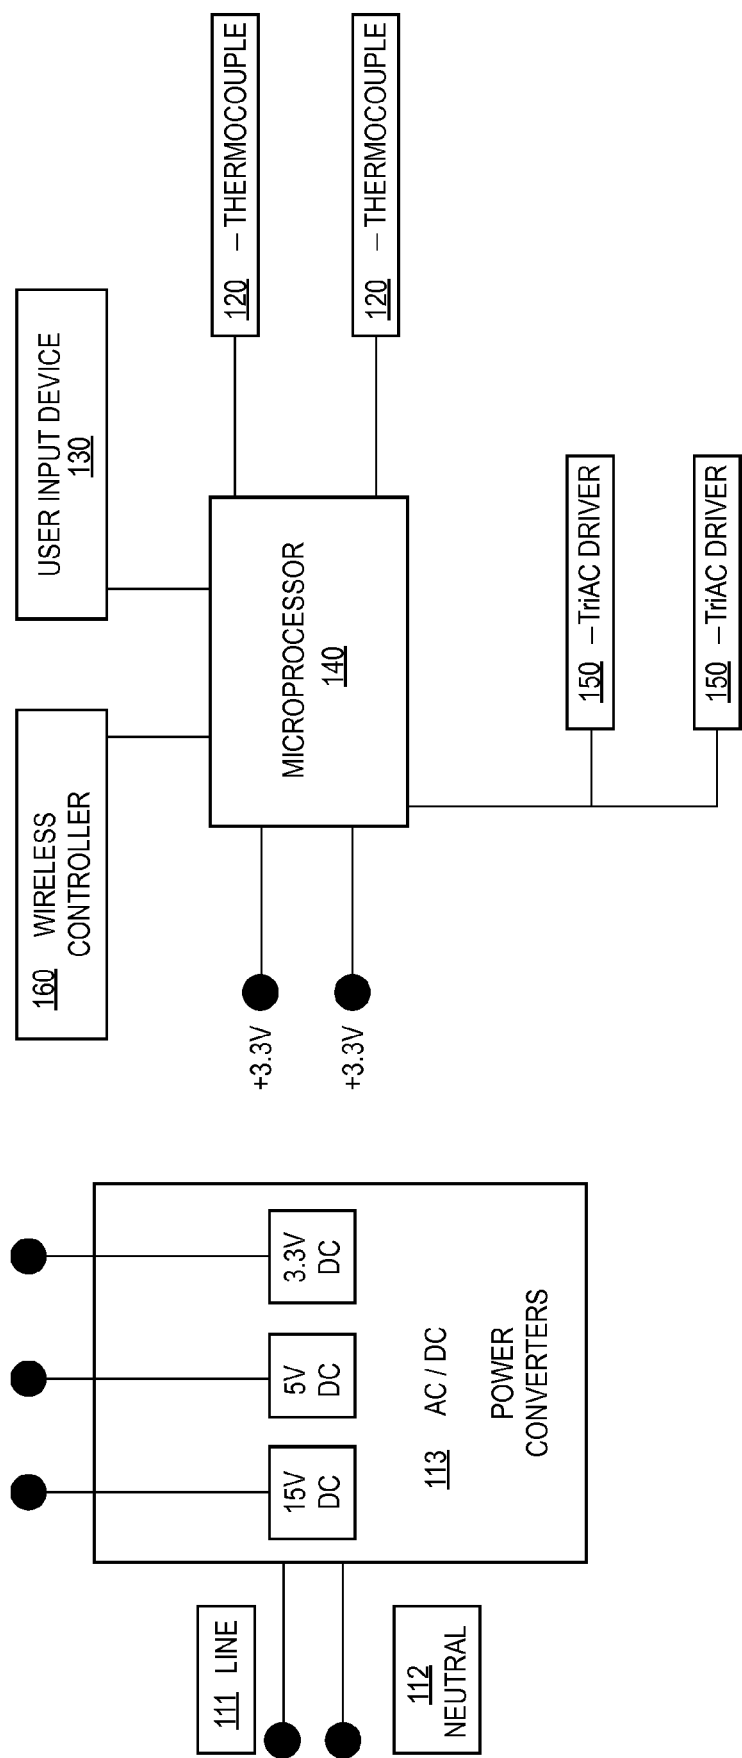 111 LINE
112
NEUTRAL
15V
DC
5V
DC
3.3V
DC
113 AC / DC
POWER
CONVERTERS
+3.3V
+3.3V
160 WIRELESS
CONTROLLER
USER INPUT DEVICE
130
MICROPROCESSOR
140
120 – THERMOCOUPLE
120 – THERMOCOUPLE
150 – TriAC DRIVER
150 – TriAC DRIVER